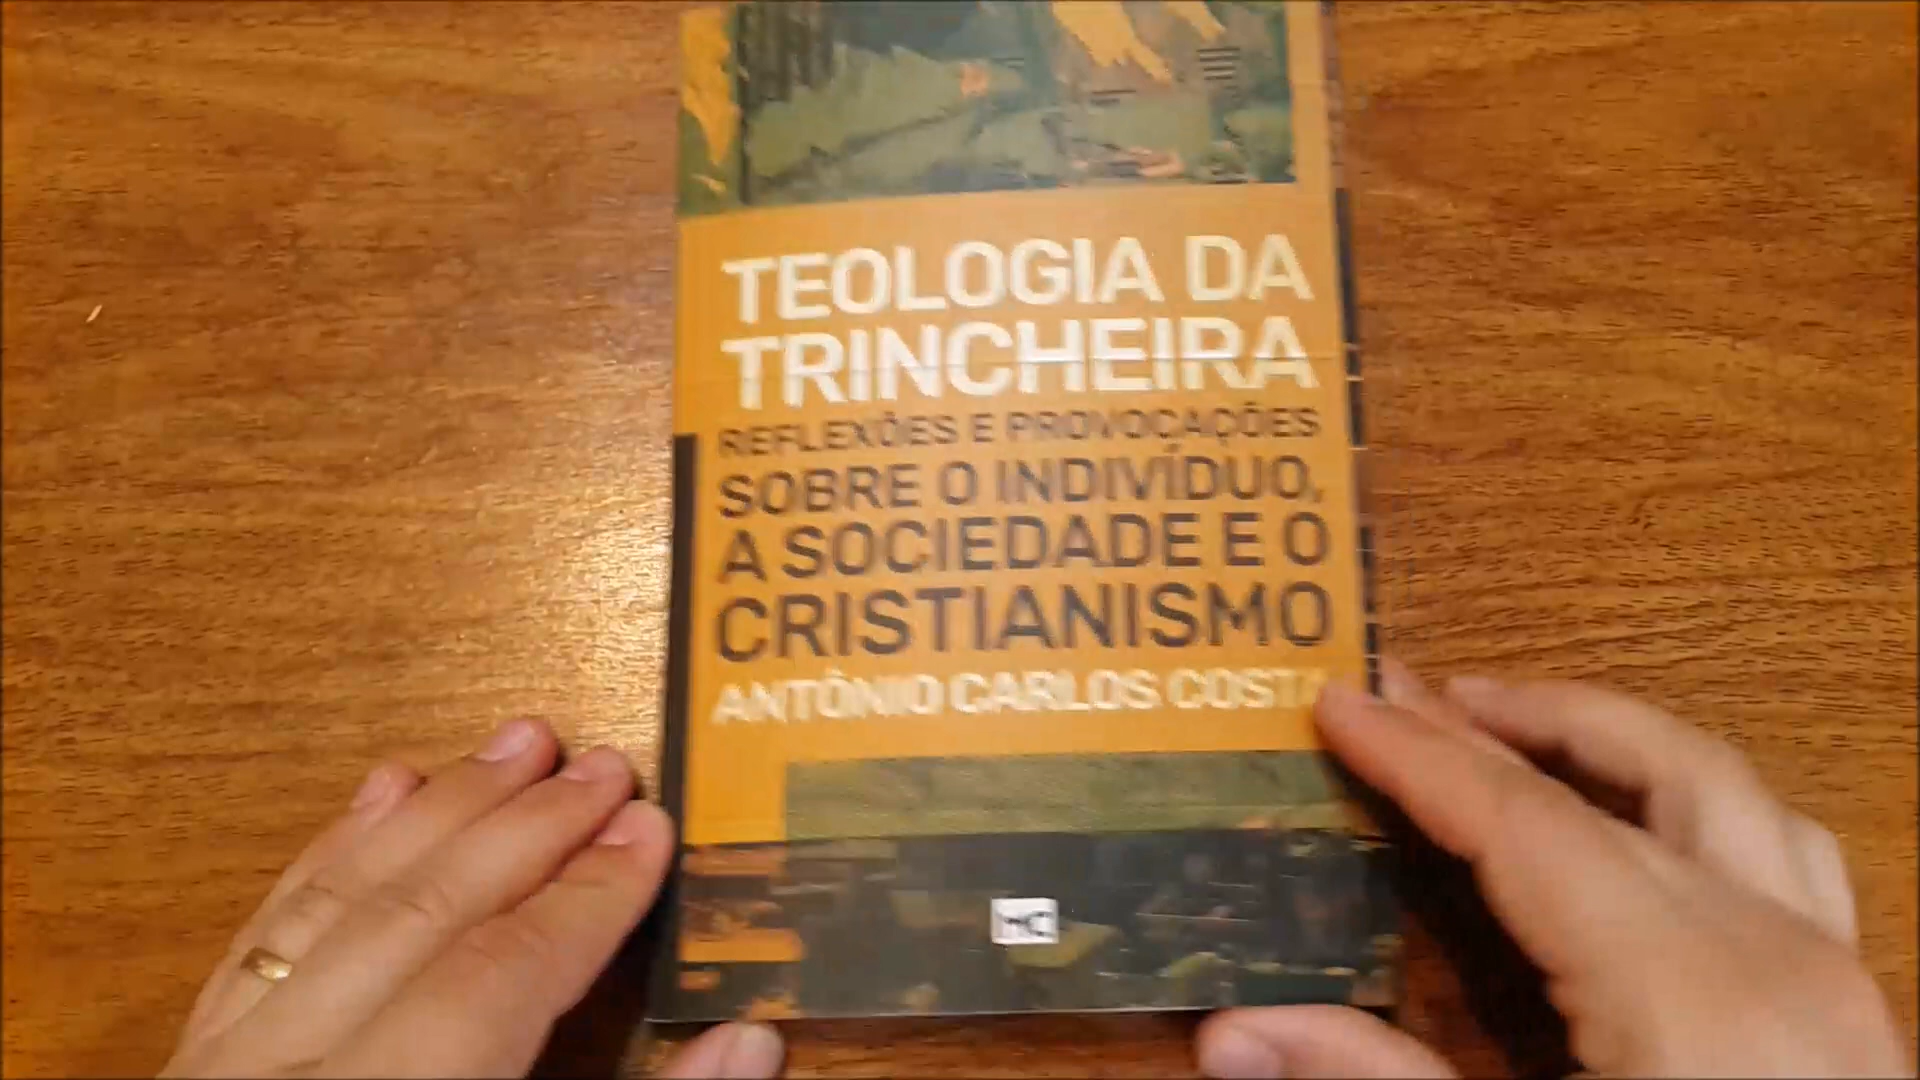 TEOLOGIA DA
TRINCHEIRA
REFLEXÕES E PROVOCAÇÕES
SOBRE O INDIVÍDUO,
A SOCIEDADE E O
CRISTIANISMO
ANTÔNIO CARLOS COSTA